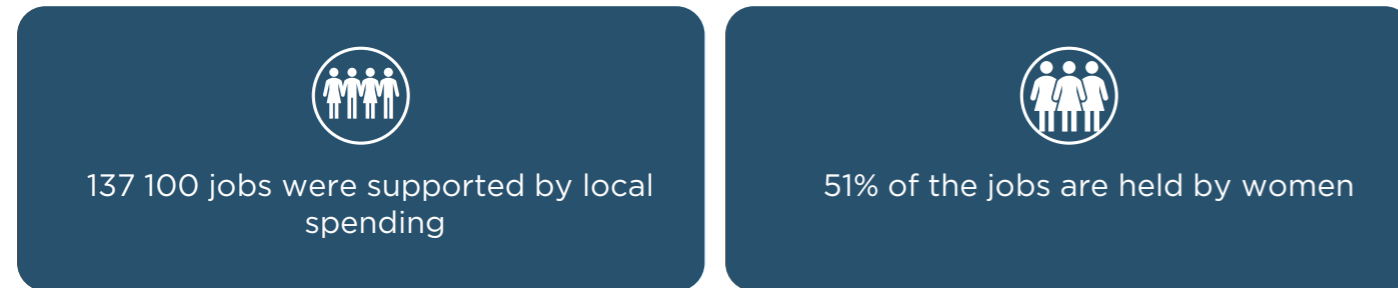 137 100 jobs were supported by local
spending
51% of the jobs are held by women